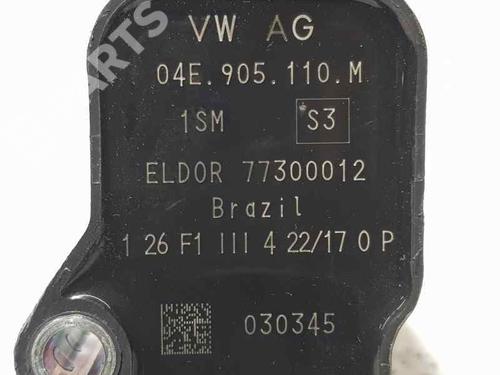 VW AG
04E.905.110.M
1SM S3
ELDOR 77300012
Brazil
1 26 F1 III 4 22/17 0 P
030345